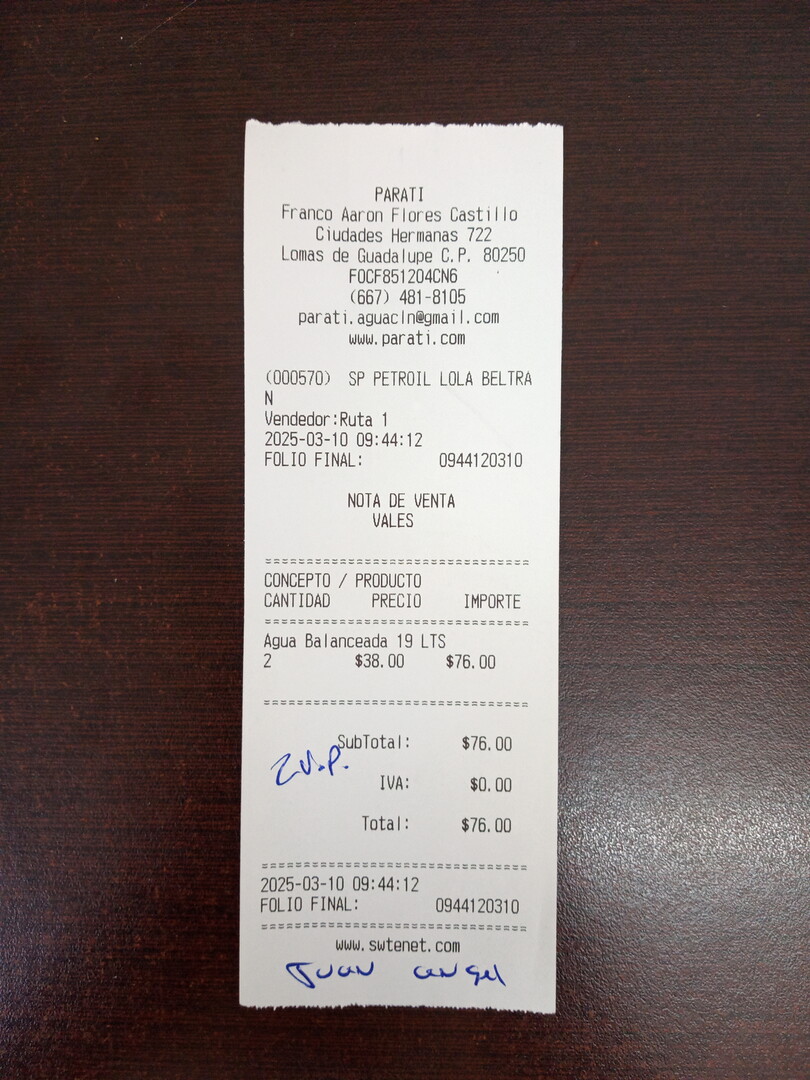 PARATI
Franco Aaron Flores Castillo
Ciudades Hermanas 722
Lomas de Guadalupe C.P. 80250
FOCF851204CN6
(667) 481-8105
parati.aguacln@gmail.com
www.parati.com
(000570) SP PETROIL LOLA BELTRA
N
Vendedor:Ruta 1
2025-03-10 09:44:12
FOLIO FINAL: 0944120310
NOTA DE VENTA
VALES
================================
CONCEPTO / PRODUCTO
CANTIDAD PRECIO IMPORTE
================================
Agua Balanceada 19 LTS
2 $38.00 $76.00
================================
SubTotal: $76.00
IVA: $0.00
Total: $76.00
================================
2025-03-10 09:44:12
FOLIO FINAL: 0944120310
================================
www.swtenet.com
Juan angel